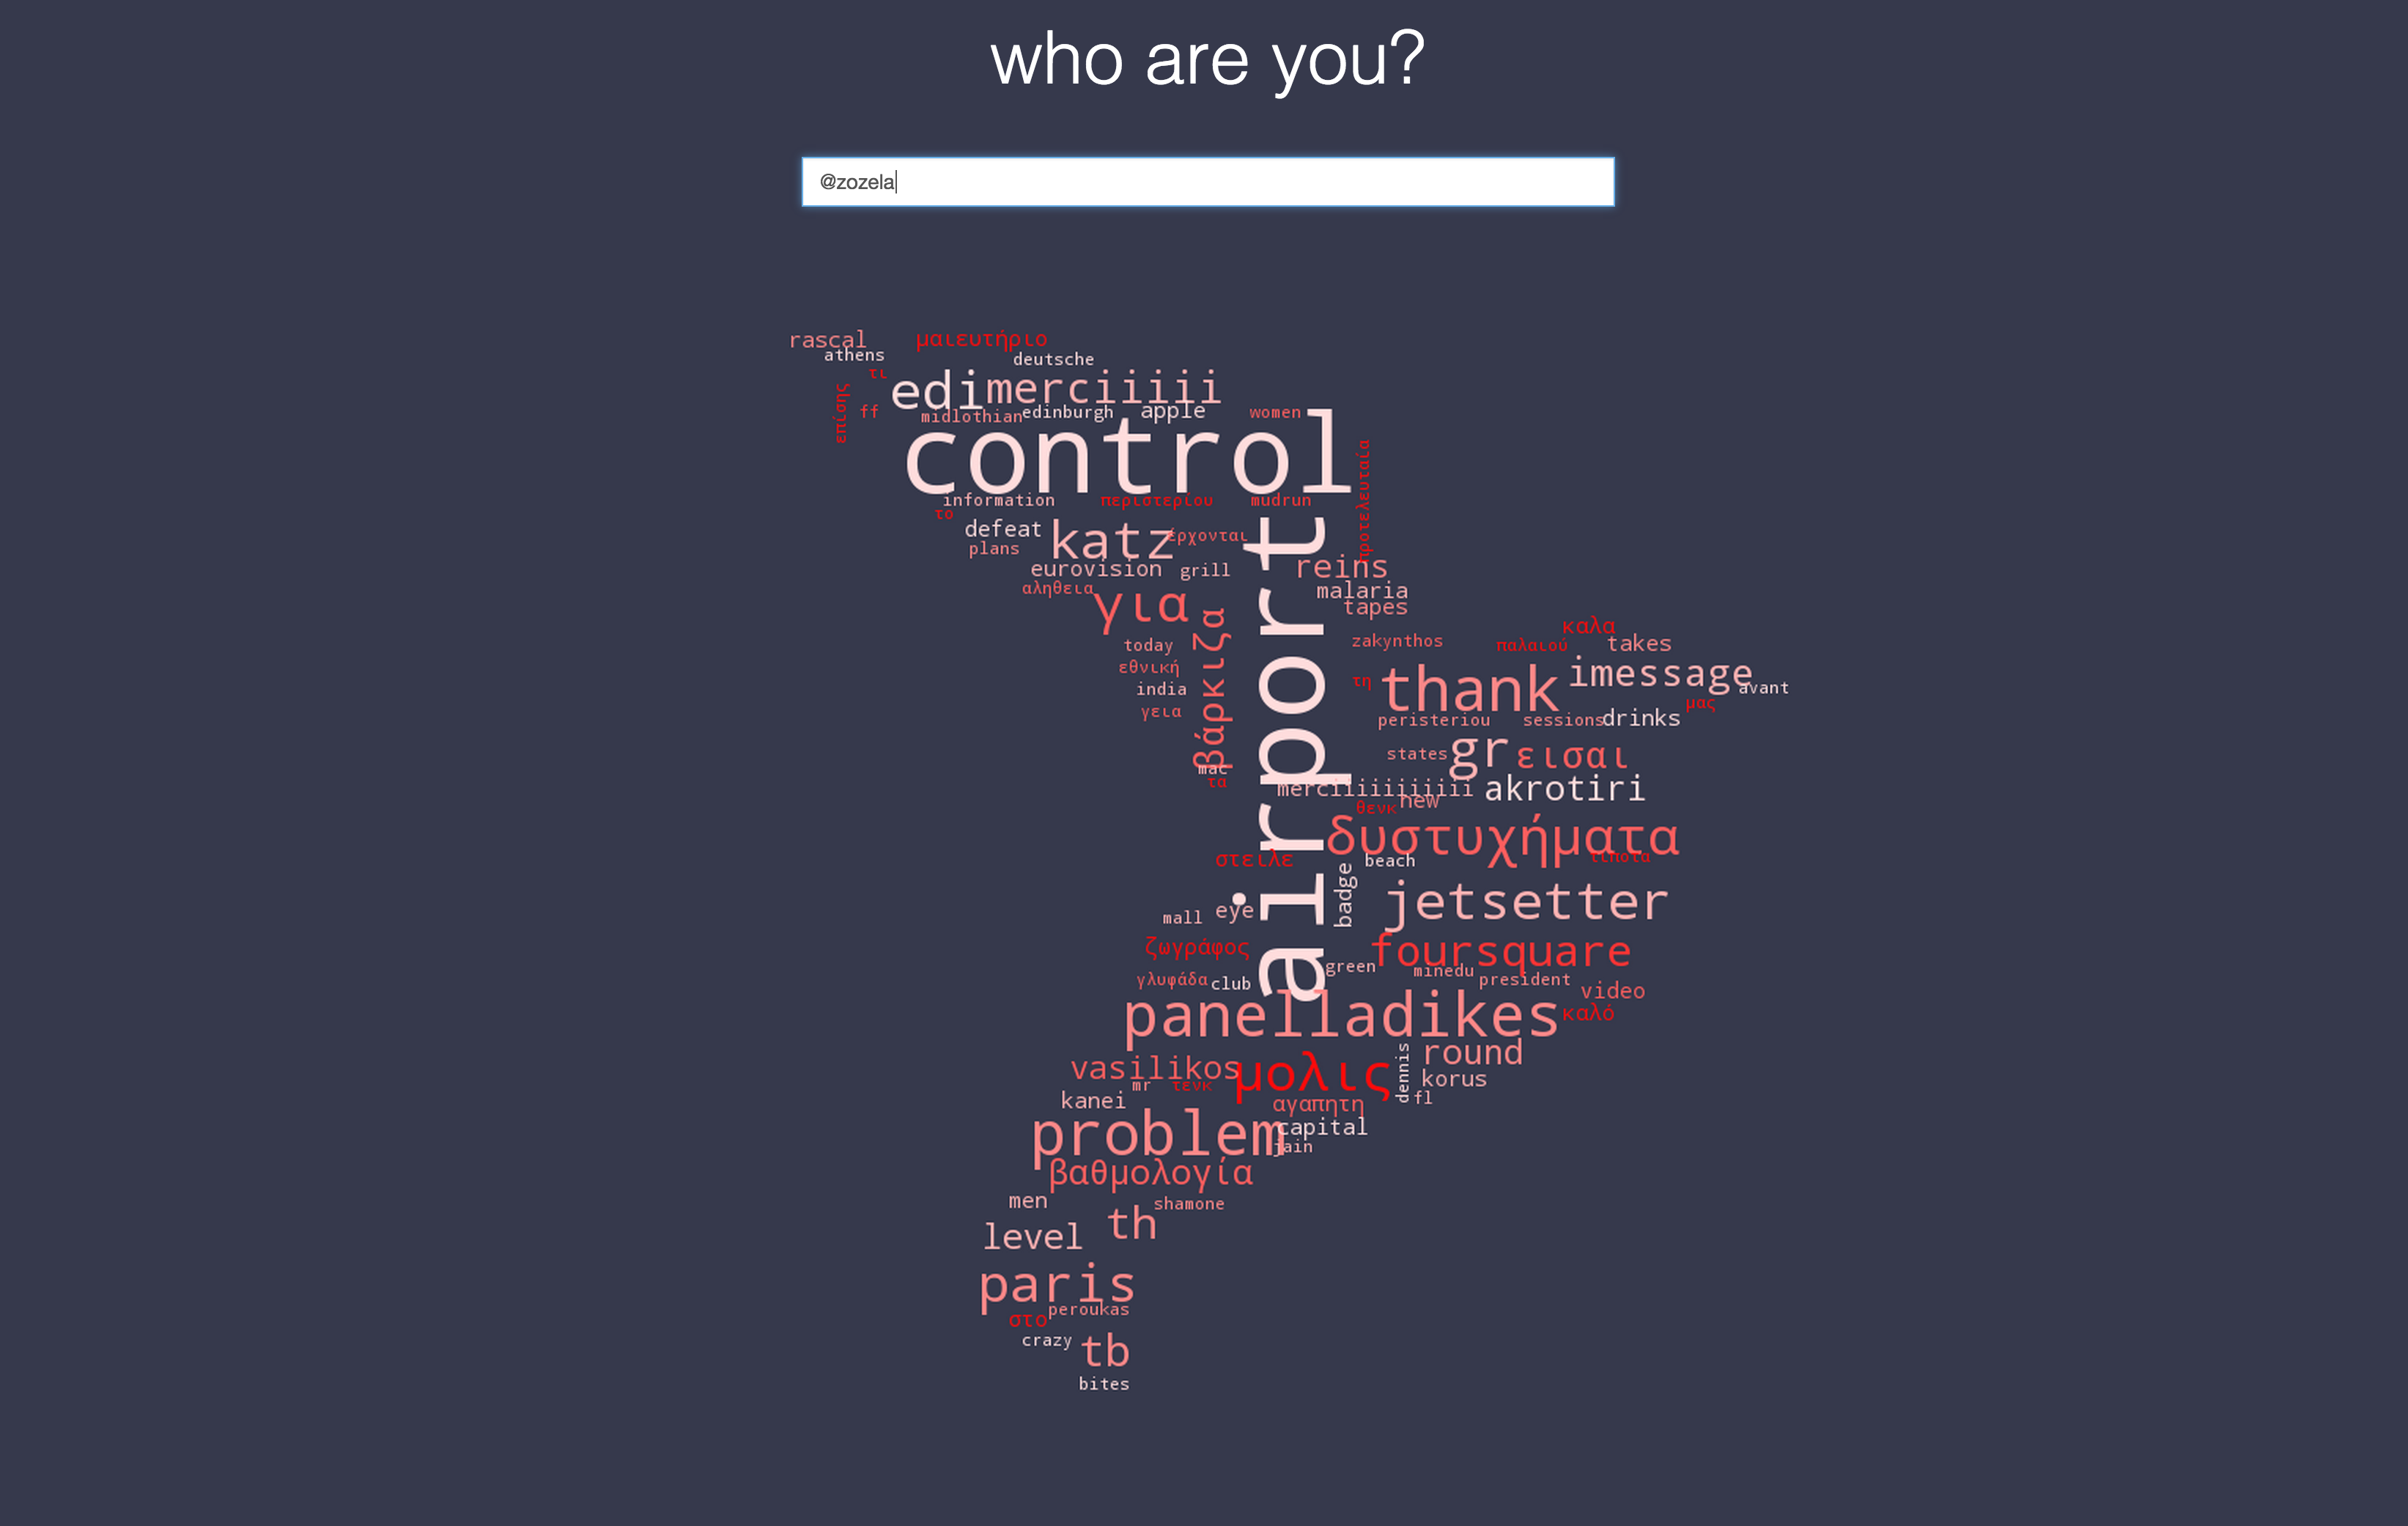 who are you?
@zozela
rascal μαιευτήριο
athens deutsche
τι edi merciiiii
επίσης ff midlothian edinburgh apple women
control
προτελευταία
information περιστερίου mudrun
το defeat katz έρχονται
plans
airport
eurovision grill reins
αληθεια για malaria
tapes
βάρκιζα
today zakynthos παλαιού καλα takes
εθνική τη thank imessage
india avant
γεια μας
peristeriou sessions drinks
states gr εισαι
mac
τα merciiiiiiiiiii akrotiri
θενκ new
δυστυχήματα
στειλε beach τίποτα
badge
mall eye jetsetter
ζωγράφος foursquare
green minedu
γλυφάδα club president video
panelladikes καλό
vasilikos μολις dennis round
mr τενκ korus
kanei αγαπητη fl
problem capital
jain
βαθμολογία
men shamone
level th
paris
στο peroukas
crazy tb
bites